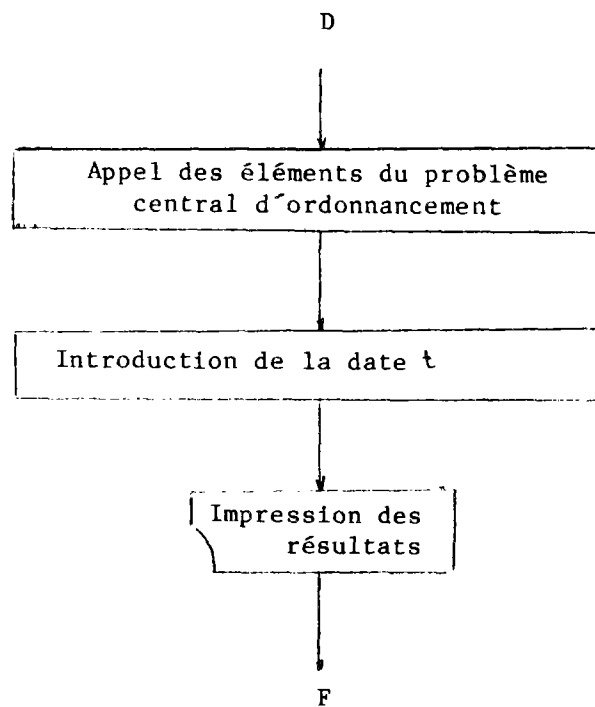 D
Appel des éléments du problème
central d'ordonnancement
Introduction de la date t
Impression des
résultats
F